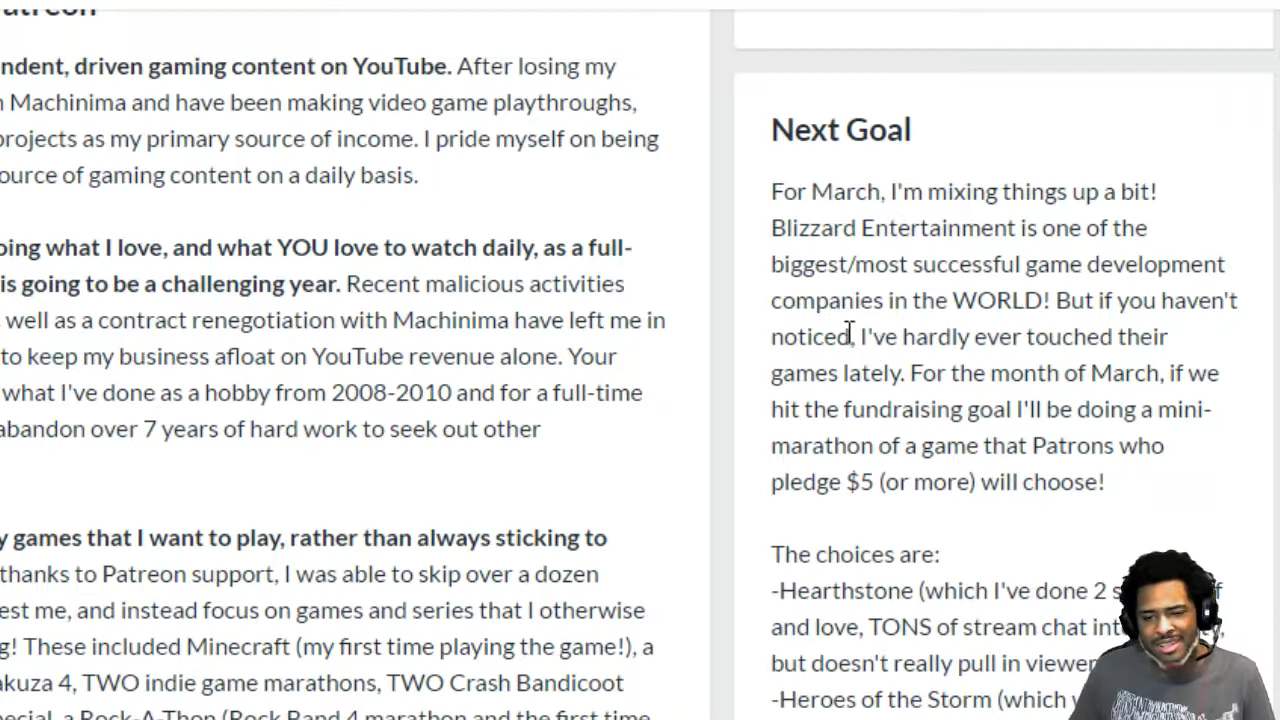 ndent, driven gaming content on YouTube. After losing my
Machinima and have been making video game playthroughs,
projects as my primary source of income. I pride myself on being
ource of gaming content on a daily basis.
oing what I love, and what YOU love to watch daily, as a full-
is going to be a challenging year. Recent malicious activities
well as a contract renegotiation with Machinima have left me in
to keep my business afloat on YouTube revenue alone. Your
what I've done as a hobby from 2008-2010 and for a full-time
abandon over 7 years of hard work to seek out other
y games that I want to play, rather than always sticking to
thanks to Patreon support, I was able to skip over a dozen
est me, and instead focus on games and series that I otherwise
g! These included Minecraft (my first time playing the game!), a
akuza 4, TWO indie game marathons, TWO Crash Bandicoot
pecial, a Rock-A-Thon (Rock Band 4 marathon and the first time
Next Goal
For March, I'm mixing things up a bit!
Blizzard Entertainment is one of the
biggest/most successful game development
companies in the WORLD! But if you haven't
noticed, I've hardly ever touched their
games lately. For the month of March, if we
hit the fundraising goal I'll be doing a mini-
marathon of a game that Patrons who
pledge $5 (or more) will choose!
The choices are:
-Hearthstone (which I've done 2
and love, TONS of stream chat
but doesn't really pull in
-Heroes of the Storm (which